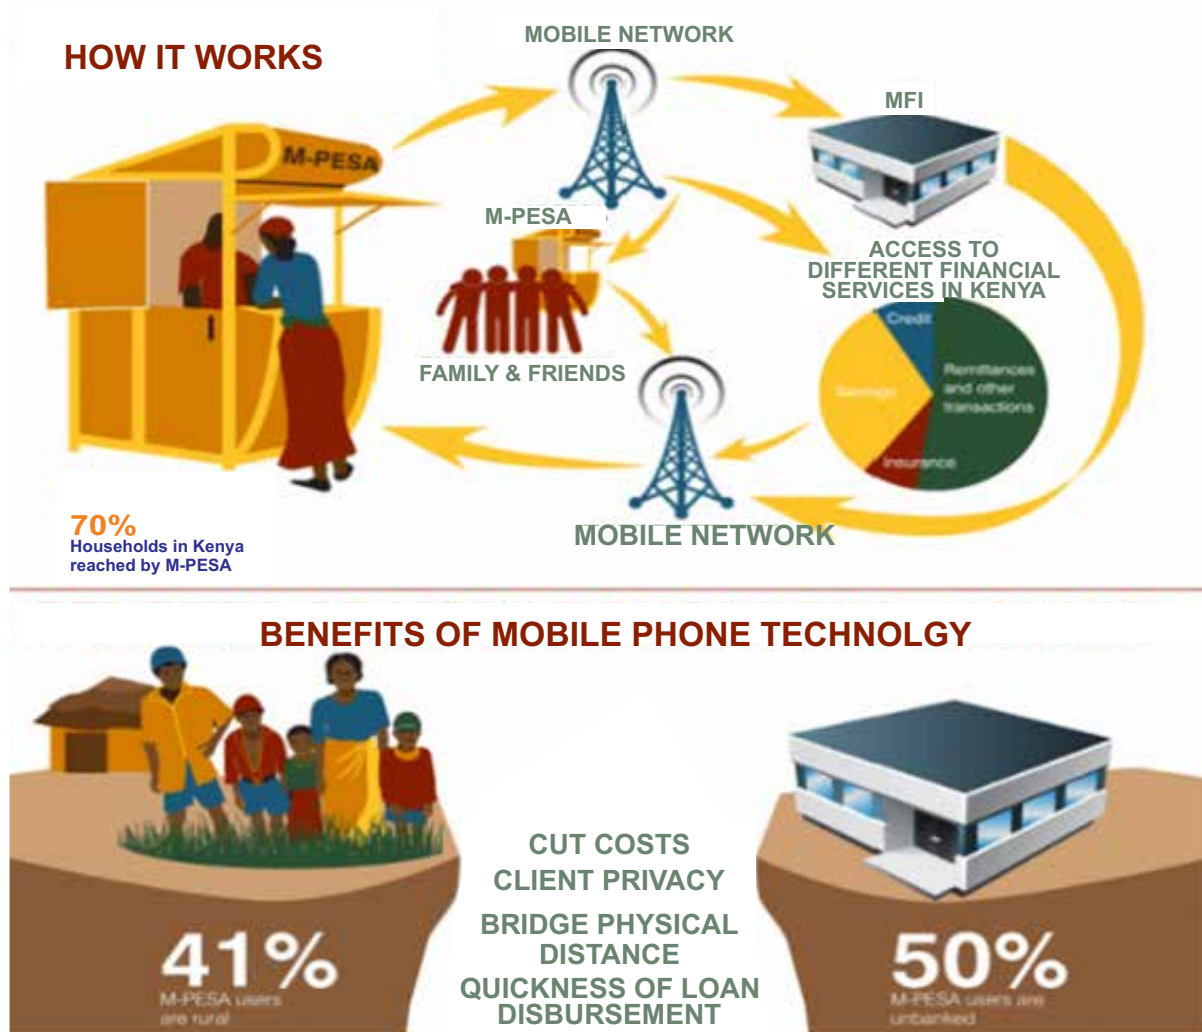 HOW IT WORKS
MOBILE NETWORK
MFI
M-PESA
M-PESA
ACCESS TO
DIFFERENT FINANCIAL
SERVICES IN KENYA
Credit
Remittances
and other
transactions
Savings
Insurance
FAMILY & FRIENDS
MOBILE NETWORK
70%
Households in Kenya
reached by M-PESA
BENEFITS OF MOBILE PHONE TECHNOLGY
CUT COSTS
CLIENT PRIVACY
BRIDGE PHYSICAL
DISTANCE
QUICKNESS OF LOAN
DISBURSEMENT
41%
M-PESA users
are rural
50%
M-PESA users are
unbanked